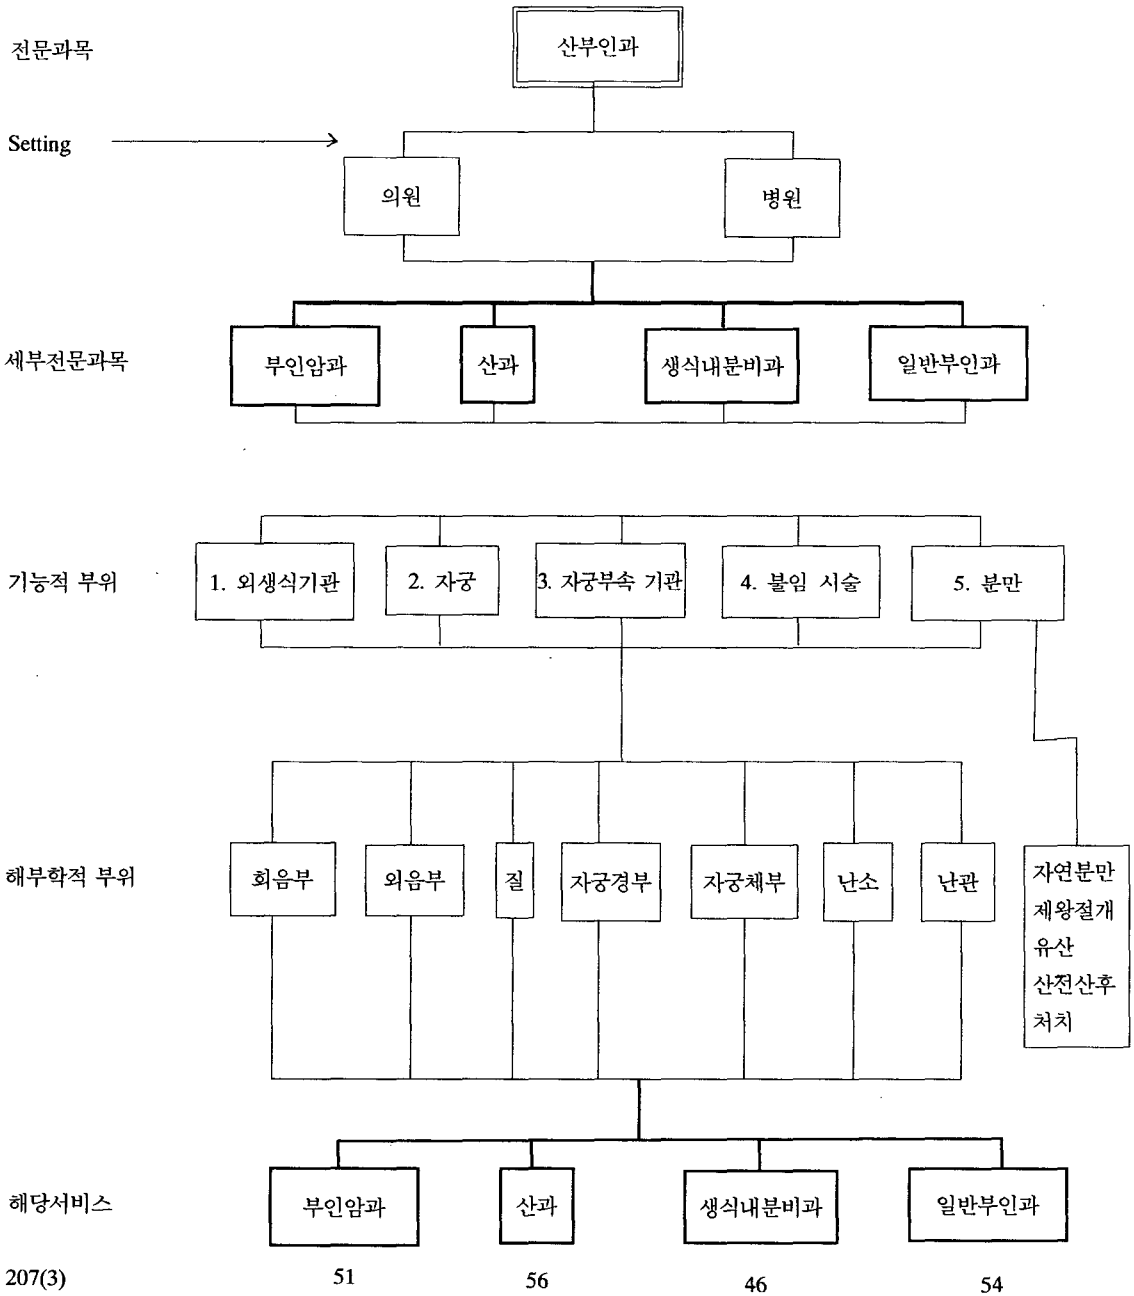 전문과목
산부인과
Setting
의원
병원
세부전문과목
부인암과
산과
생식내분비과
일반부인과
기능적 부위
1. 외생식기관
2. 자궁
3. 자궁부속 기관
4. 불임 시술
5. 분만
해부학적 부위
회음부
외음부
질
자궁경부
자궁체부
난소
난관
자연분만
제왕절개
유산
산전산후
처치
해당서비스
부인암과
산과
생식내분비과
일반부인과
207(3)
51
56
46
54